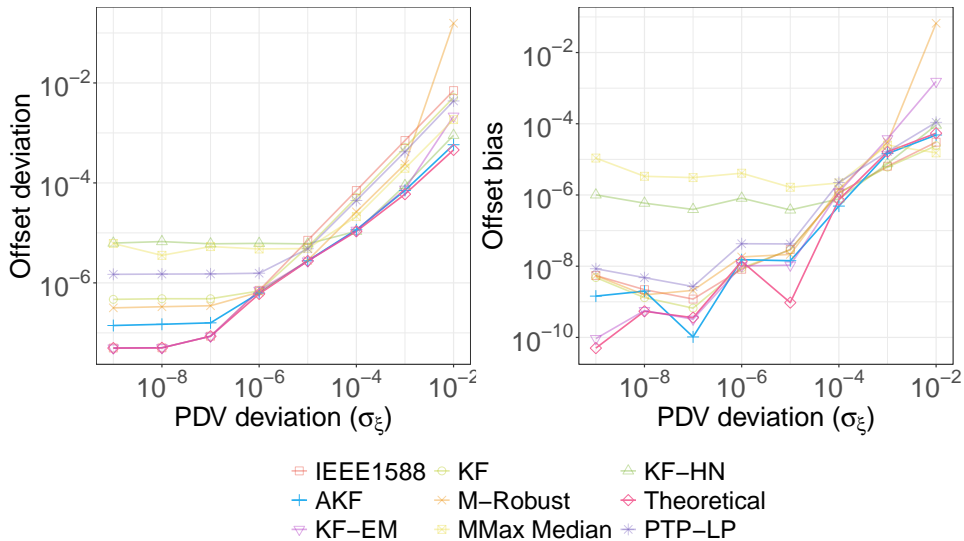 Offset deviation
10⁻²
10⁻⁴
10⁻⁶
10⁻⁸ 10⁻⁶ 10⁻⁴ 10⁻²
PDV deviation (σ_ξ)
Offset bias
10⁻²
10⁻⁴
10⁻⁶
10⁻⁸
10⁻¹⁰
10⁻⁸ 10⁻⁶ 10⁻⁴ 10⁻²
PDV deviation (σ_ξ)
IEEE1588 KF KF−HN
AKF M−Robust Theoretical
KF−EM MMax Median PTP−LP